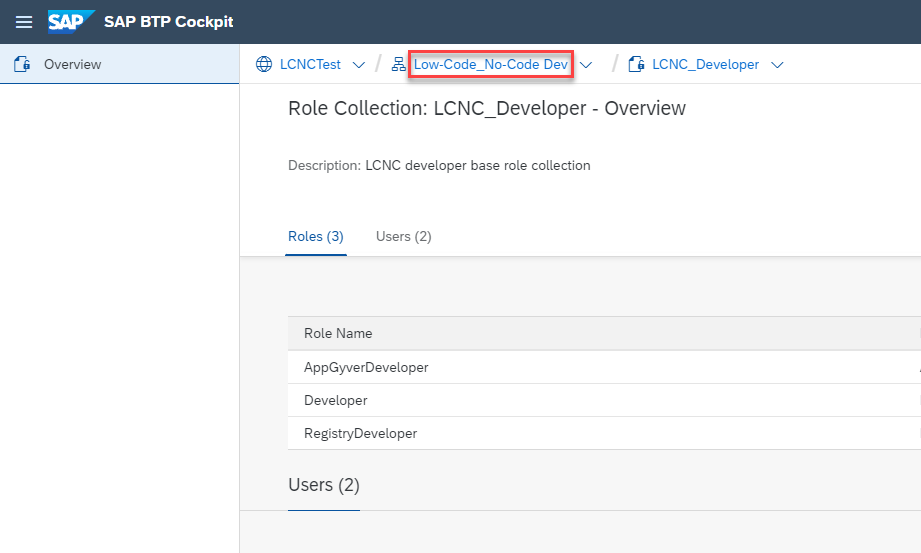 SAP SAP BTP Cockpit
Overview
LCNCTest / Low-Code_No-Code Dev / LCNC_Developer
Role Collection: LCNC_Developer - Overview
Description: LCNC developer base role collection
Roles (3) Users (2)
Role Name
AppGyverDeveloper
Developer
RegistryDeveloper
Users (2)